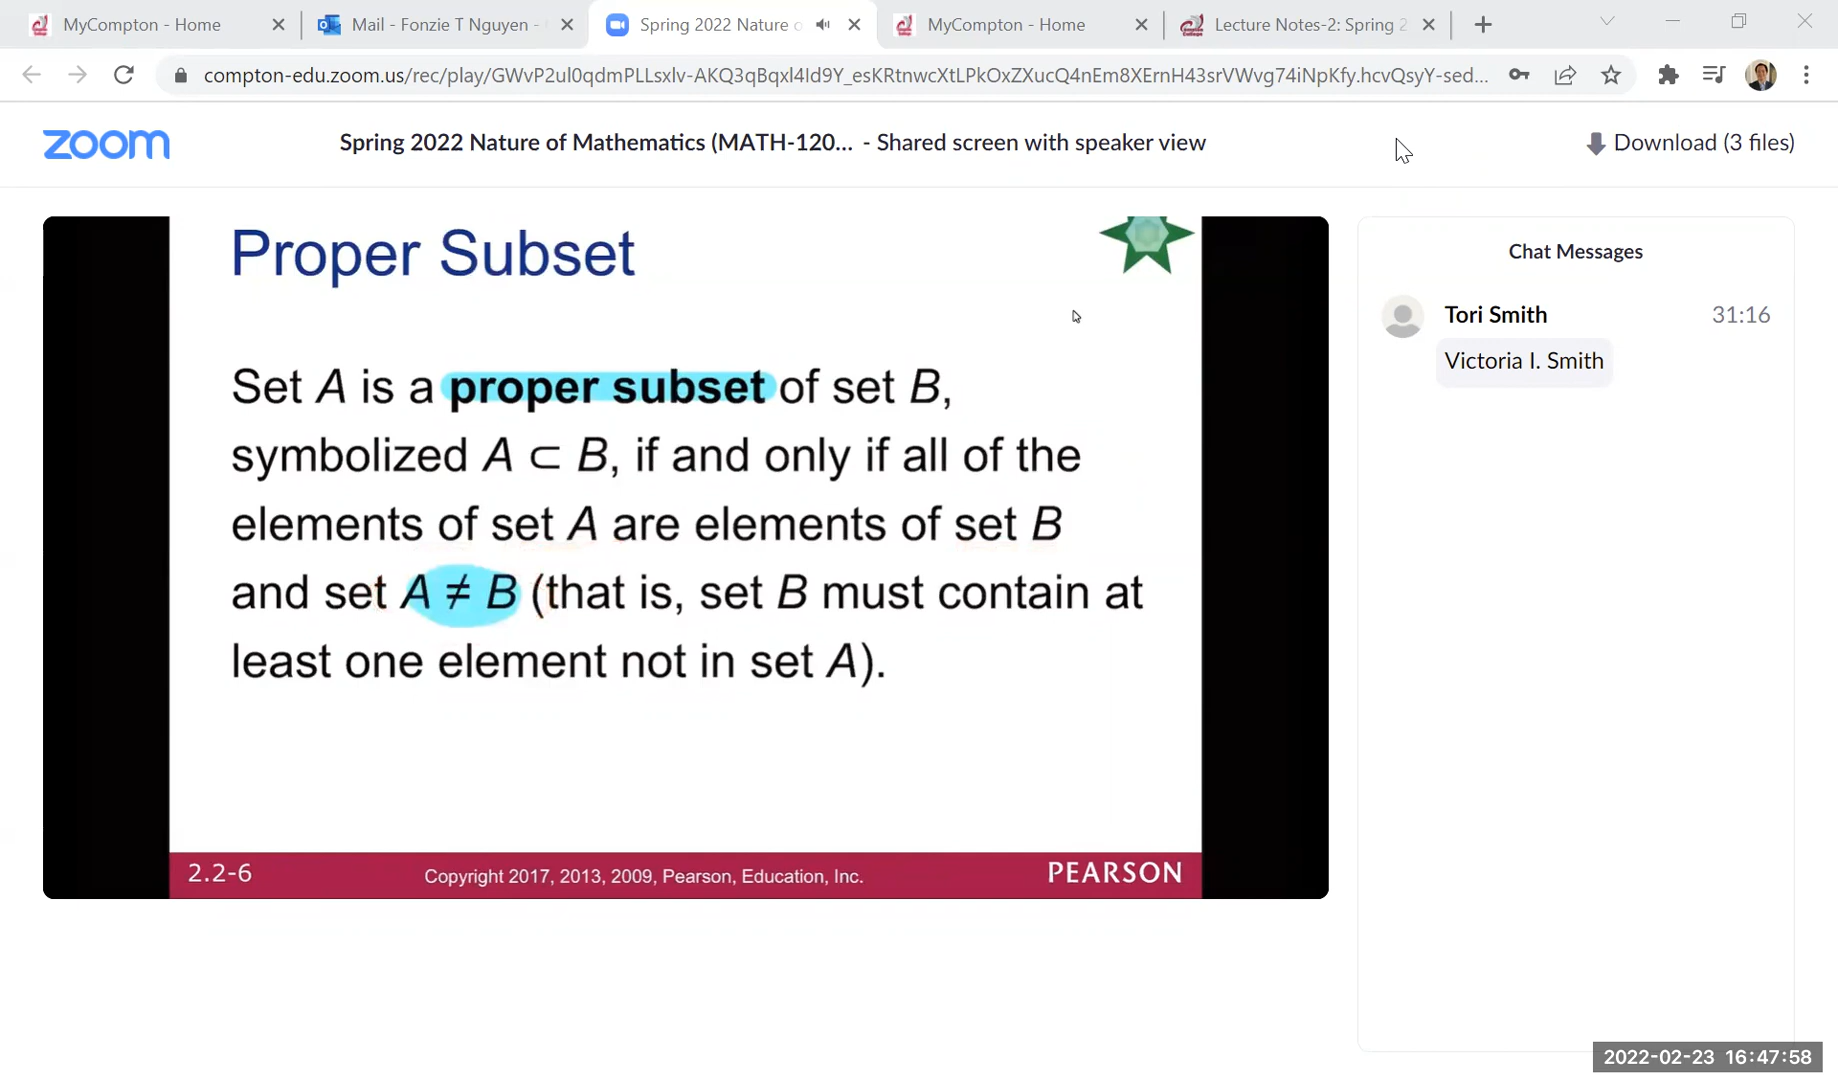 MyCompton - Home
Mail - Fonzie T Nguyen -
Spring 2022 Nature o
MyCompton - Home
Lecture Notes-2: Spring 2
compton-edu.zoom.us/rec/play/GWvP2ul0qdmPLLsxlv-AKQ3qBqxl4Id9Y_esKRtnwcXtLPkOxZXucQ4nEm8XErnH43srVWvg74iNpKfy.hcvQsyY-sed...
zoom
Spring 2022 Nature of Mathematics (MATH-120... - Shared screen with speaker view
Download (3 files)
Proper Subset
Set A is a proper subset of set B,
symbolized A ⊂ B, if and only if all of the
elements of set A are elements of set B
and set A ≠ B (that is, set B must contain at
least one element not in set A).
2.2-6
Copyright 2017, 2013, 2009, Pearson, Education, Inc.
PEARSON
Chat Messages
Tori Smith
31:16
Victoria I. Smith
2022-02-23 16:47:58